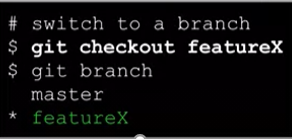 # switch to a branch
$ git checkout featureX
$ git branch
master
* featureX